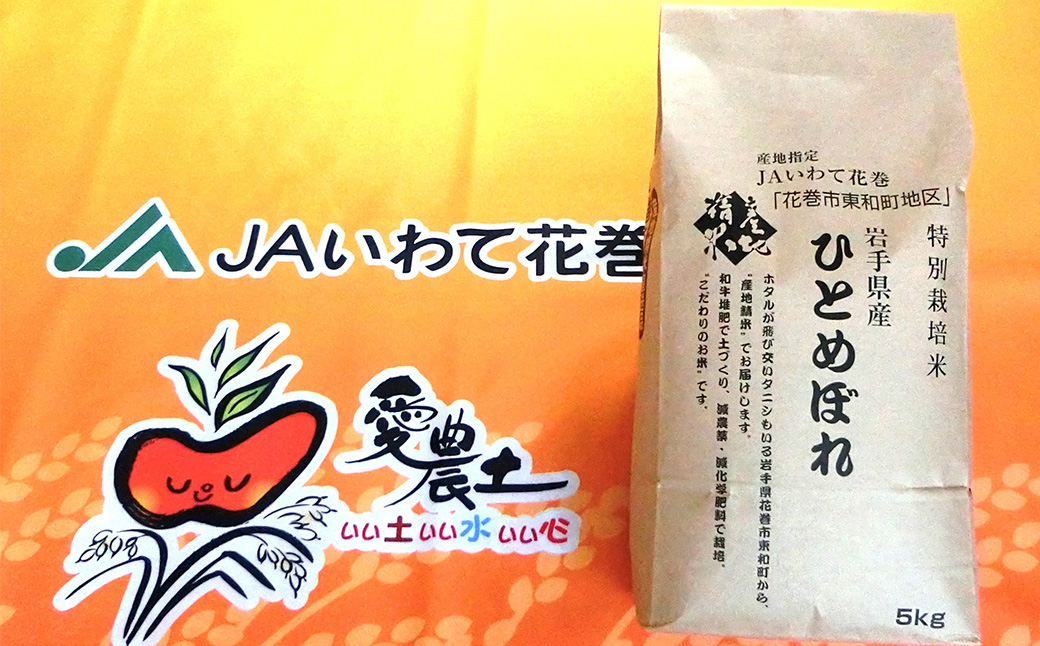 JAいわて花巻
愛農土
いい土いい水いい心
産地指定
JAいわて花巻
「花巻市東和町地区」
特別栽培米
岩手県産
ひとめぼれ
産地精米
ホタルが飛び交いタニシもいる岩手県花巻市東和町から、
"産地精米"でお届けします。
和牛堆肥で土づくり、減農薬・減化学肥料で栽培。
"こだわりのお米"です。
5kg